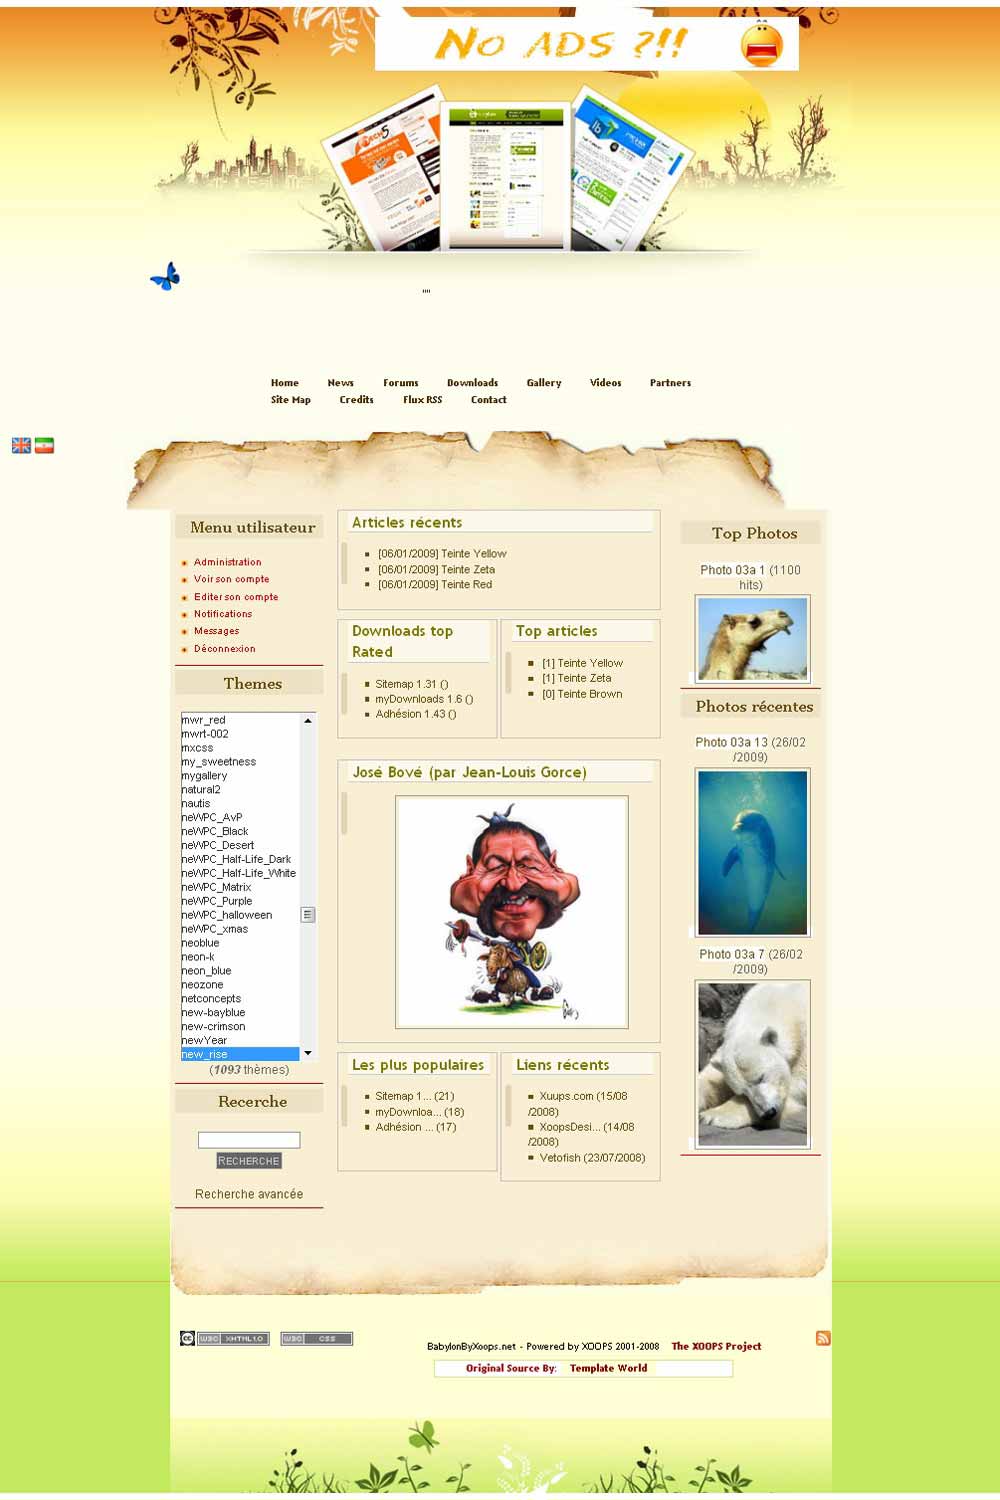 No ads ?!!
""
Home News Forums Downloads Gallery Videos Partners
Site Map Credits Flux RSS Contact
Menu utilisateur
Administration
Voir son compte
Editer son compte
Notifications
Messages
Déconnexion
Themes
mwr_red
mwrt-002
mxcss
my_sweetness
mygallery
natural2
nautis
neWPC_AvP
neWPC_Black
neWPC_Desert
neWPC_Half-Life_Dark
neWPC_Half-Life_White
neWPC_Matrix
neWPC_Purple
neWPC_halloween
neWPC_xmas
neoblue
neon-k
neon_blue
neozone
netconcepts
new-bayblue
new-crimson
newYear
new_rise
(1093 thèmes)
Recerche
RECHERCHE
Recherche avancée
Articles récents
[06/01/2009] Teinte Yellow
[06/01/2009] Teinte Zeta
[06/01/2009] Teinte Red
Downloads top
Rated
Sitemap 1.31 ()
myDownloads 1.6 ()
Adhésion 1.43 ()
Top articles
[1] Teinte Yellow
[1] Teinte Zeta
[0] Teinte Brown
José Bové (par Jean-Louis Gorce)
Les plus populaires
Sitemap 1... (21)
myDownloa... (18)
Adhésion ... (17)
Liens récents
Xuups.com (15/08
/2008)
XoopsDesi... (14/08
/2008)
Vetofish (23/07/2008)
Top Photos
Photo 03a 1 (1100
hits)
Photos récentes
Photo 03a 13 (26/02
/2009)
Photo 03a 7 (26/02
/2009)
cc W3C XHTML 1.0 W3C CSS
BabylonByXoops.net - Powered by XOOPS 2001-2008 The XOOPS Project
Original Source By: Template World